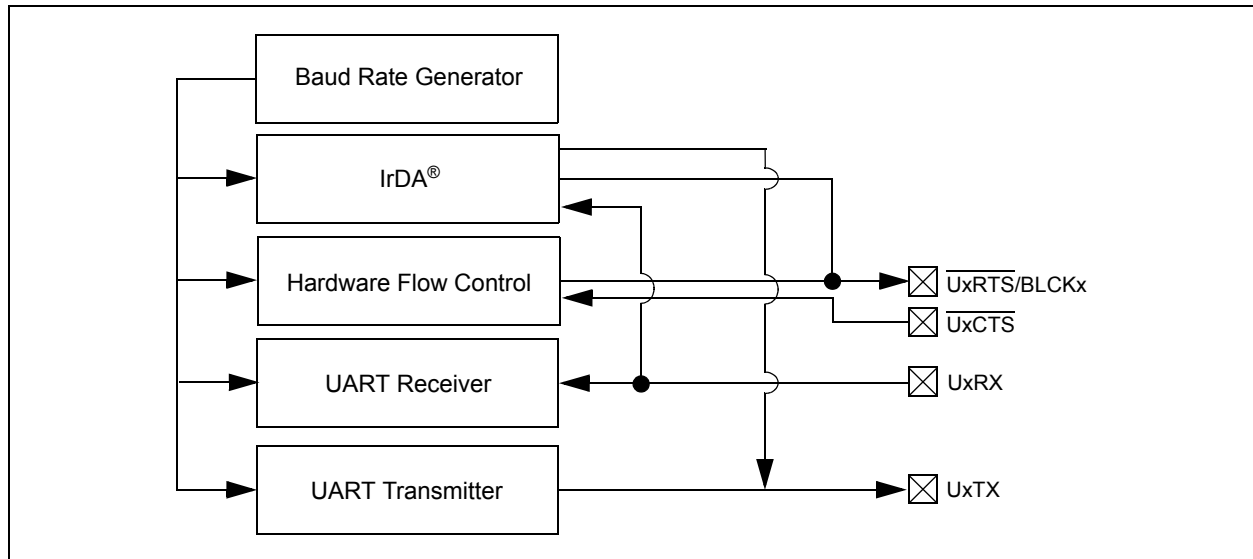 Baud Rate Generator
IrDA®
Hardware Flow Control
UxRTS/BLCKx
UxCTS
UART Receiver
UxRX
UART Transmitter
UxTX